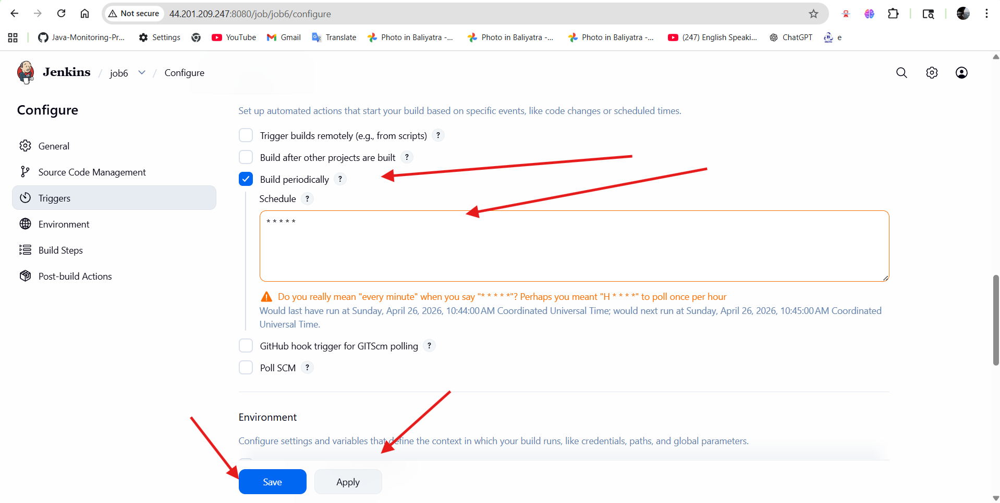 Not secure 44.201.209.247:8080/job/job6/configure
Java-Monitoring-Pr... Settings YouTube Gmail Translate Photo in Baliyatra -... Photo in Baliyatra -... Photo in Baliyatra -... (247) English Speaki... ChatGPT e
Jenkins / job6 / Configure
Configure
General
Source Code Management
Triggers
Environment
Build Steps
Post-build Actions
Set up automated actions that start your build based on specific events, like code changes or scheduled times.
Trigger builds remotely (e.g., from scripts) ?
Build after other projects are built ?
Build periodically ?
Schedule ?
* * * * *
Do you really mean "every minute" when you say "* * * * *"? Perhaps you meant "H * * * *" to poll once per hour
Would last have run at Sunday, April 26, 2026, 10:44:00 AM Coordinated Universal Time; would next run at Sunday, April 26, 2026, 10:45:00 AM Coordinated
Universal Time.
GitHub hook trigger for GITScm polling ?
Poll SCM ?
Environment
Configure settings and variables that define the context in which your build runs, like credentials, paths, and global parameters.
Save Apply